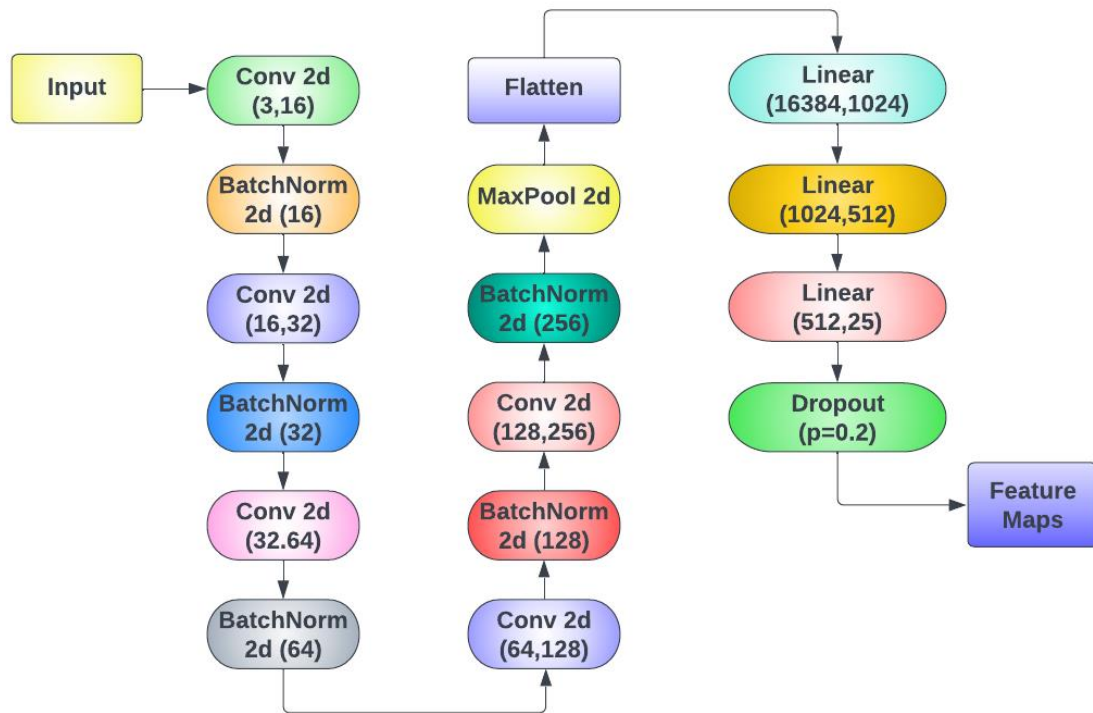 Input
Conv 2d
(3,16)
BatchNorm
2d (16)
Conv 2d
(16,32)
BatchNorm
2d (32)
Conv 2d
(32.64)
BatchNorm
2d (64)
Conv 2d
(64,128)
BatchNorm
2d (128)
Conv 2d
(128,256)
BatchNorm
2d (256)
MaxPool 2d
Flatten
Linear
(16384,1024)
Linear
(1024,512)
Linear
(512,25)
Dropout
(p=0.2)
Feature
Maps